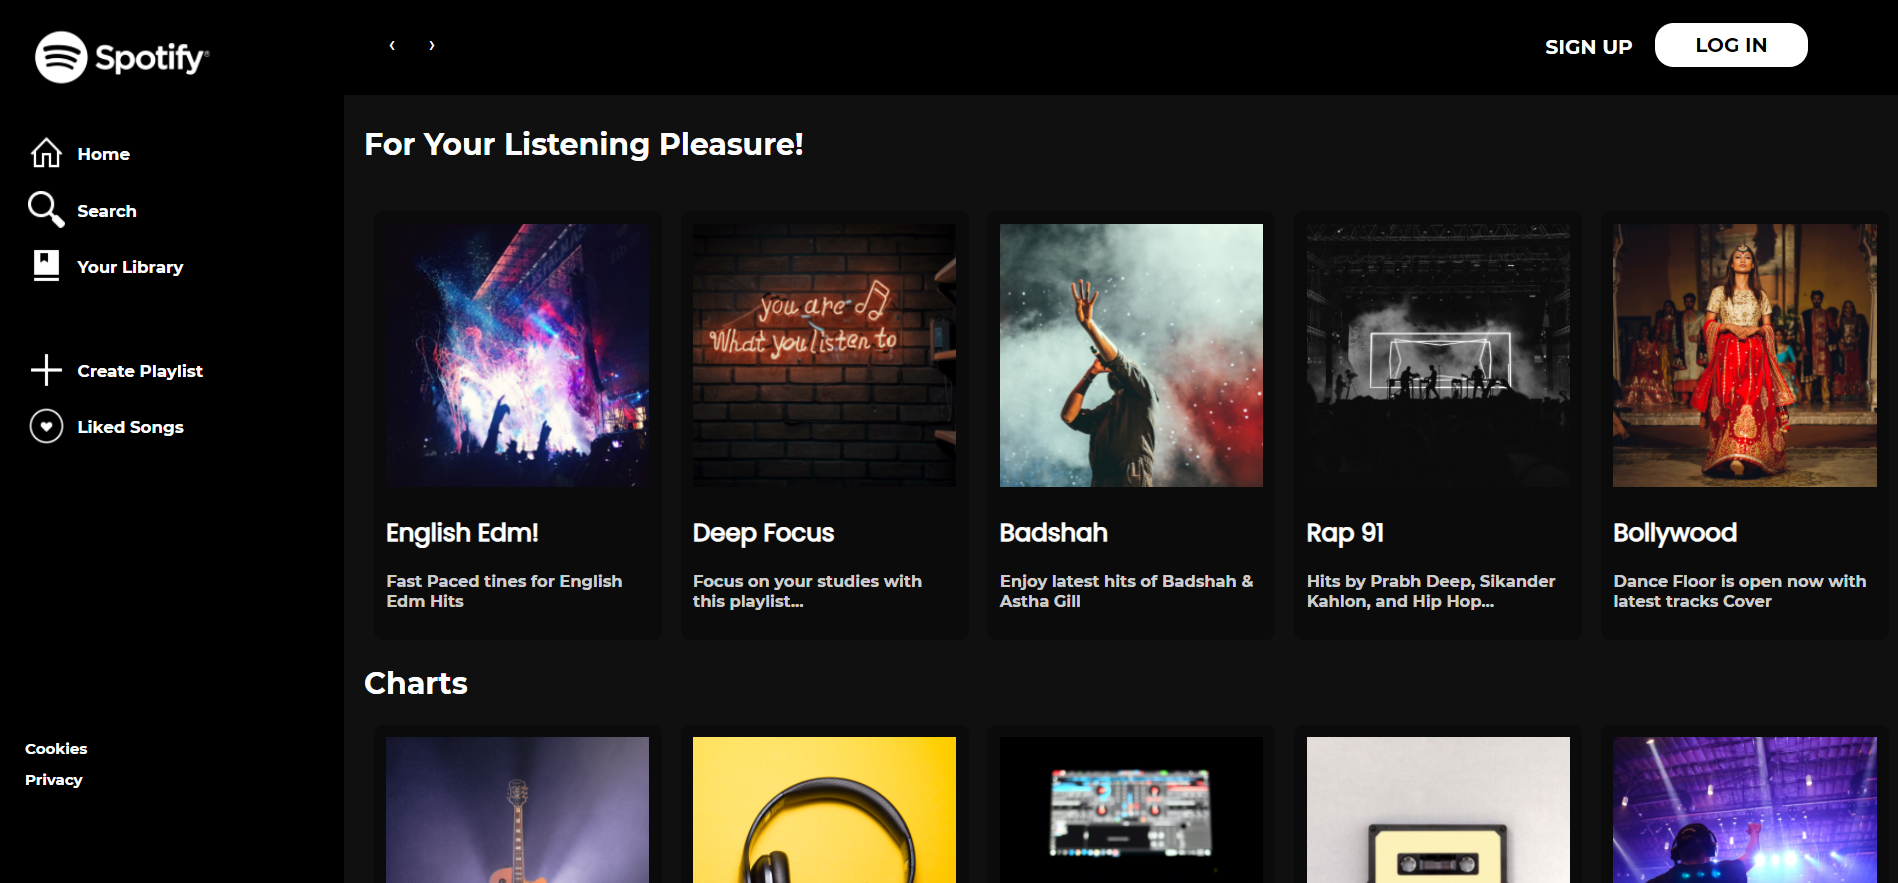 Spotify®
‹ ›
SIGN UP
LOG IN
Home
Search
Your Library
Create Playlist
Liked Songs
Cookies
Privacy
For Your Listening Pleasure!
you are
What you listen to
English Edm!
Fast Paced tines for English
Edm Hits
Deep Focus
Focus on your studies with
this playlist...
Badshah
Enjoy latest hits of Badshah &
Astha Gill
Rap 91
Hits by Prabh Deep, Sikander
Kahlon, and Hip Hop...
Bollywood
Dance Floor is open now with
latest tracks Cover
Charts